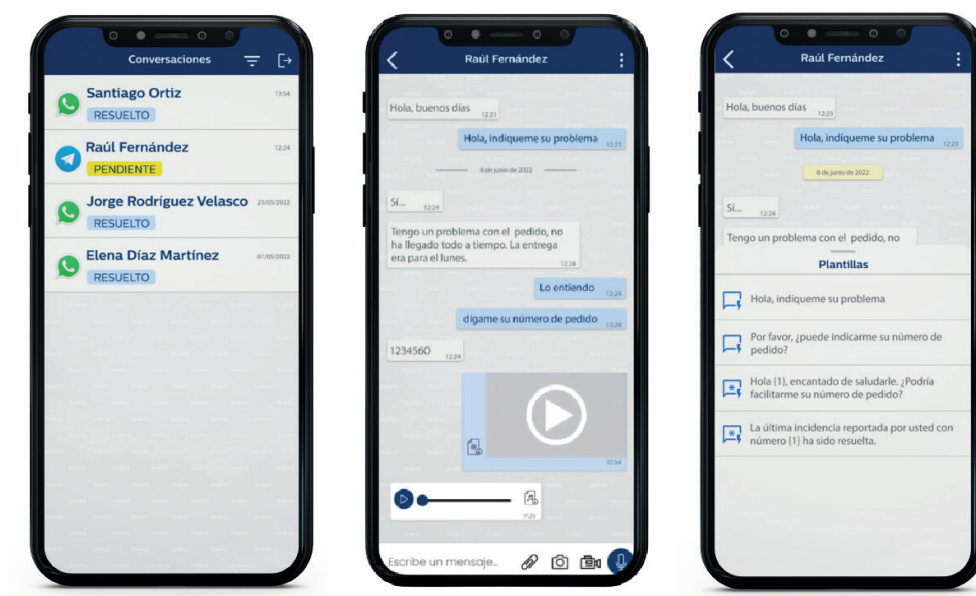 Conversaciones
Santiago Ortiz
13:54
RESUELTO
Raúl Fernández
12:24
PENDIENTE
Jorge Rodríguez Velasco
25/05/2022
RESUELTO
Elena Díaz Martínez
01/05/2022
RESUELTO
Raúl Fernández
Hola, buenos días
12:23
Hola, indíqueme su problema
12:23
8 de junio de 2022
Sí...
12:24
Tengo un problema con el pedido, no
ha llegado todo a tiempo. La entrega
era para el lunes.
12:24
Lo entiendo
12:24
dígame su número de pedido
12:24
1234560
12:24
Escribe un mensaje...
Raúl Fernández
Hola, buenos días
12:23
Hola, indíqueme su problema
12:23
8 de junio de 2022
Sí...
12:24
Tengo un problema con el pedido, no
Plantillas
Hola, indíqueme su problema
Por favor, ¿puede indicarme su número de
pedido?
Hola {1}, encantado de saludarle. ¿Podría
facilitarme su número de pedido?
La última incidencia reportada por usted con
número {1} ha sido resuelta.